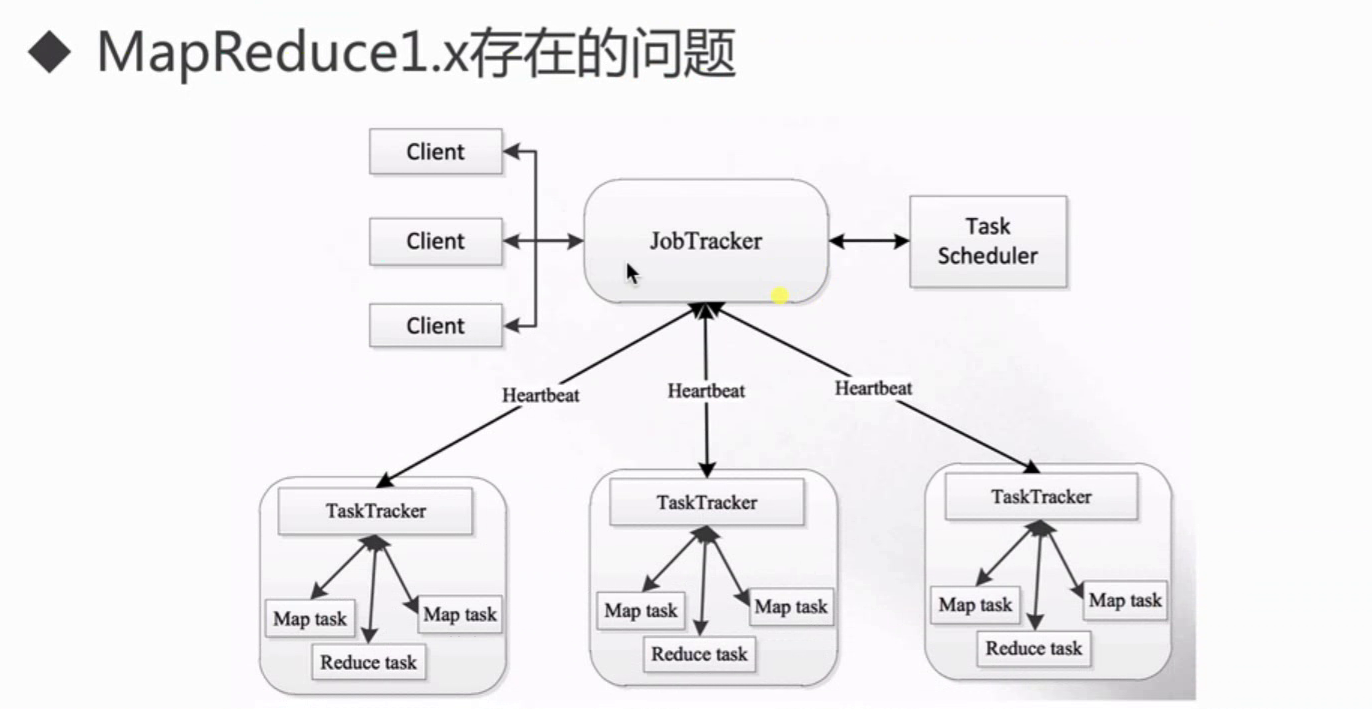 MapReduce1.x存在的问题
Client
Client
Client
JobTracker
Task
Scheduler
Heartbeat
Heartbeat
Heartbeat
TaskTracker
Map task
Map task
Reduce task
TaskTracker
Map task
Map task
Reduce task
TaskTracker
Map task
Map task
Reduce task